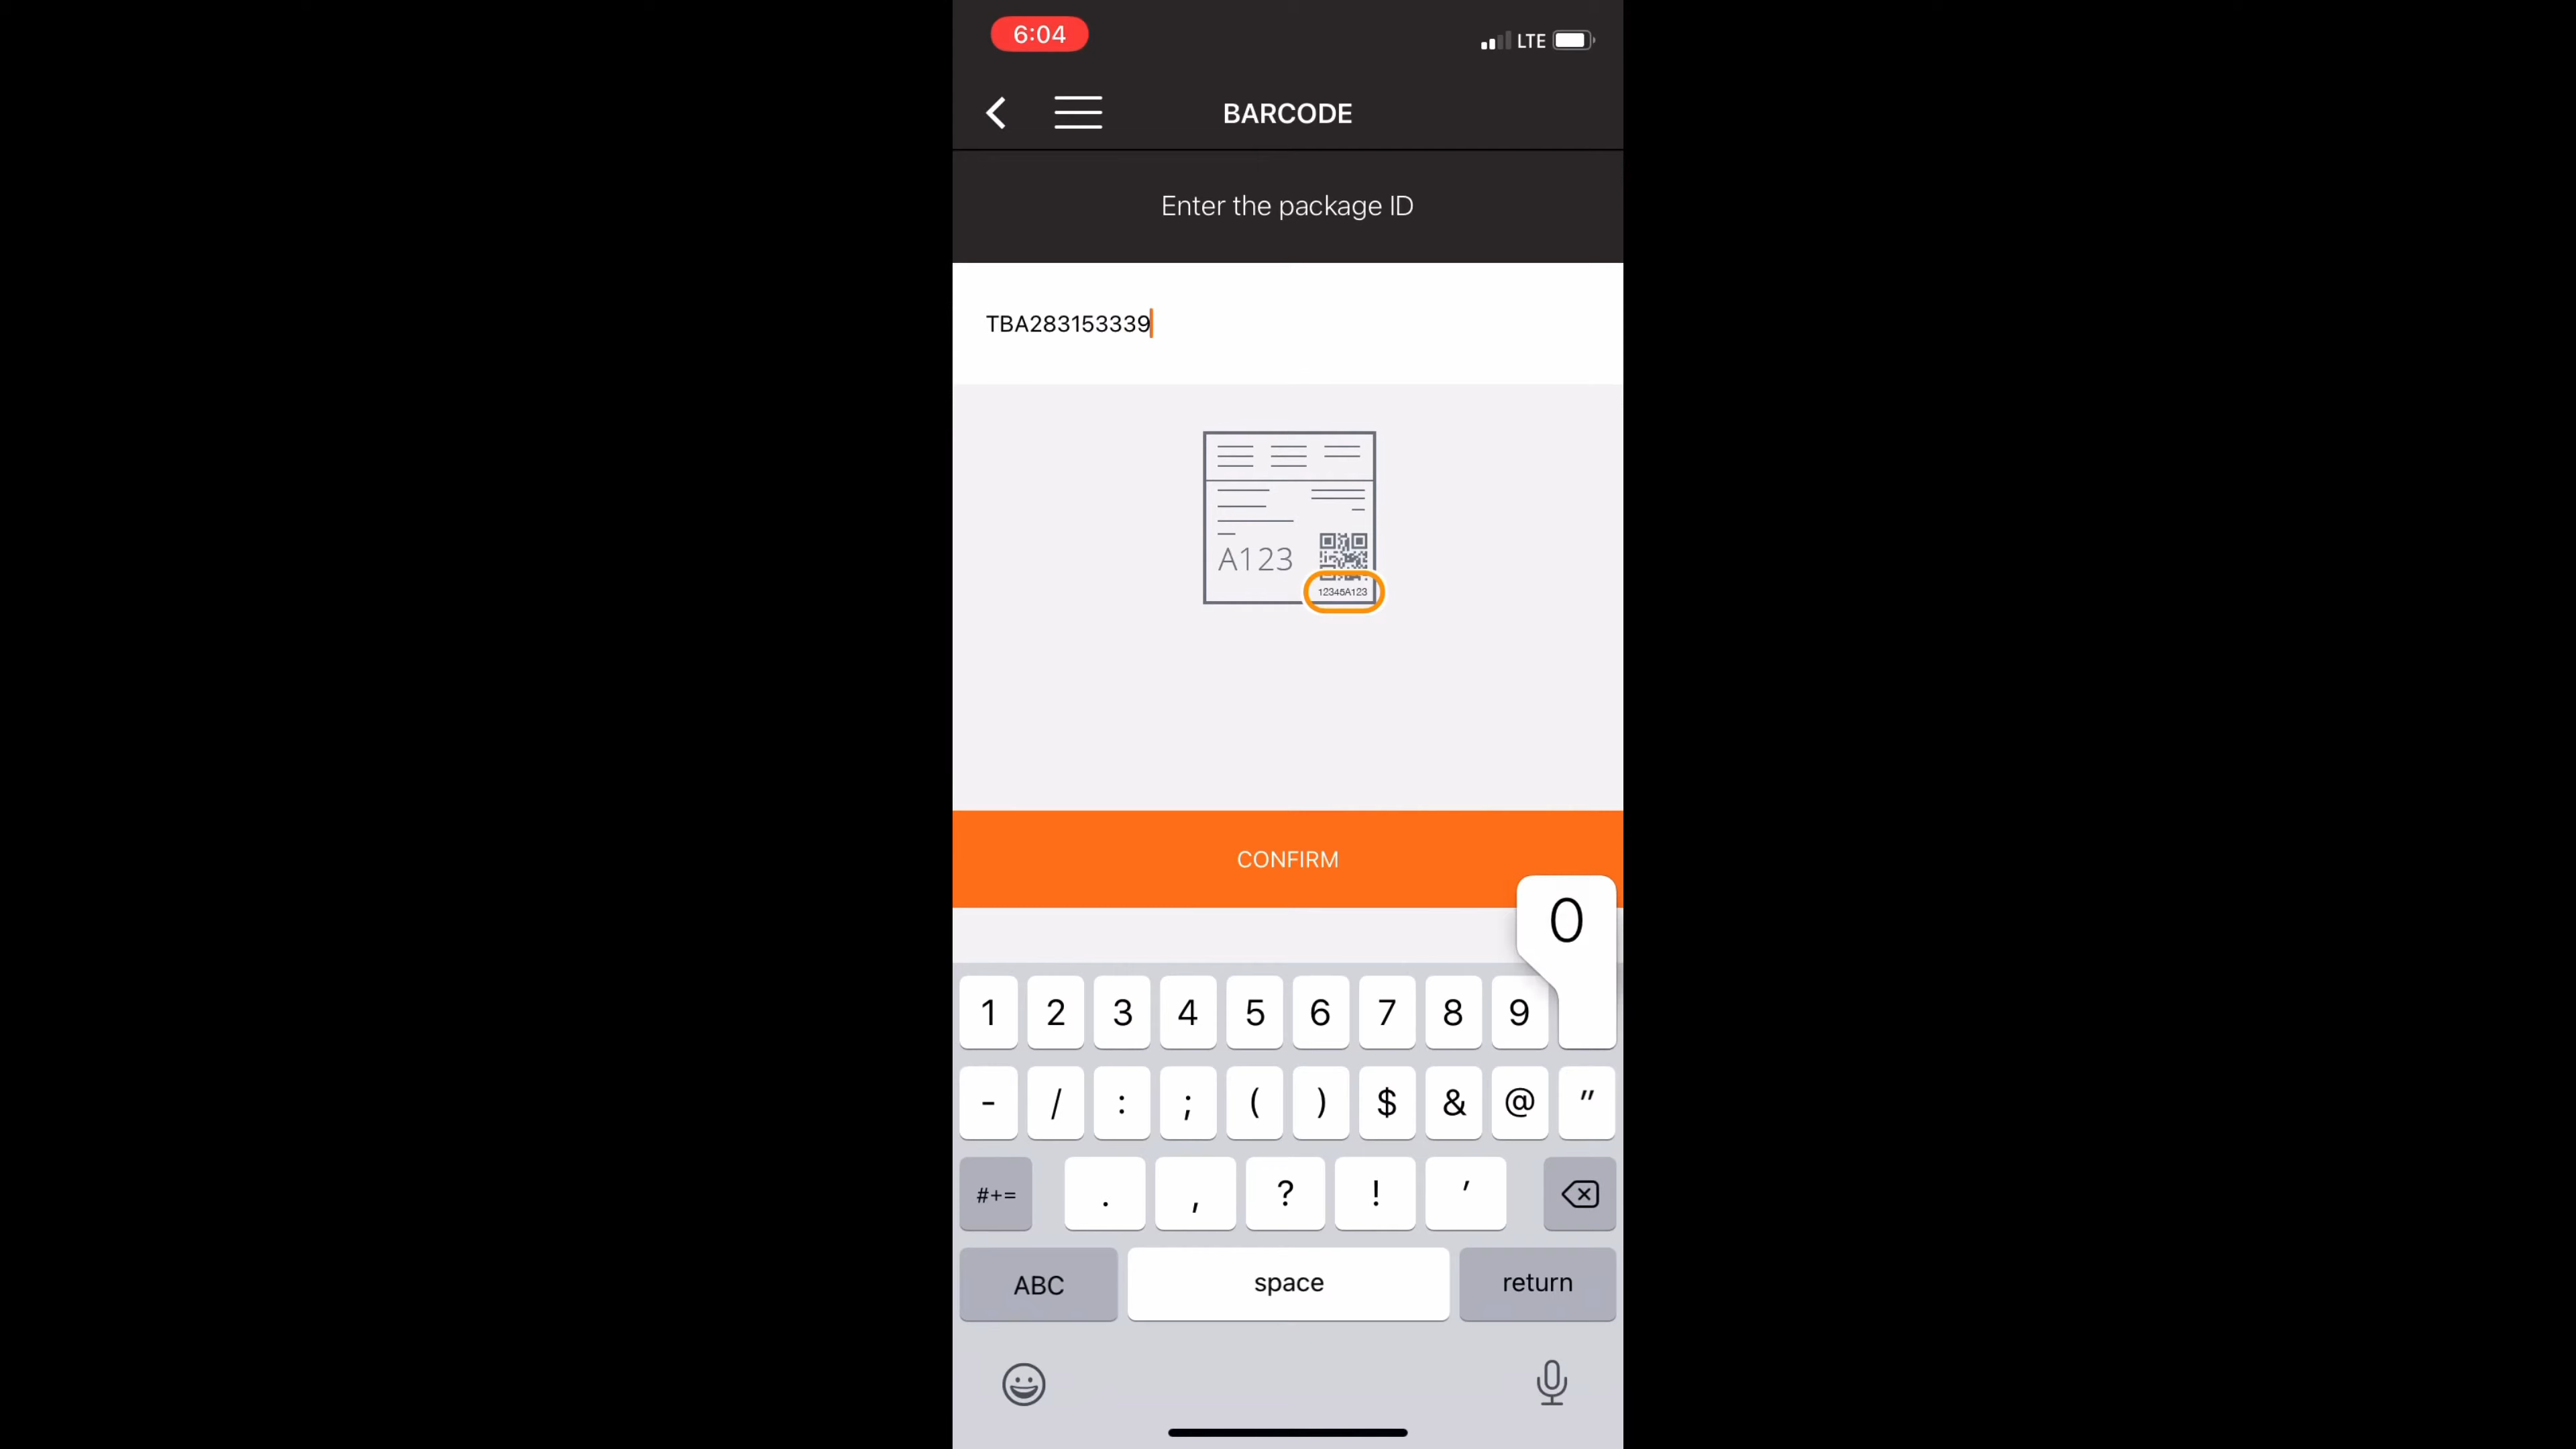 6:04 LTE
BARCODE
Enter the package ID
TBA283153339
A123
12345A123
CONFIRM
0
1 2 3 4 5 6 7 8 9
- / : ; ( ) $ & @ "
#+= . , ? ! '
ABC space return